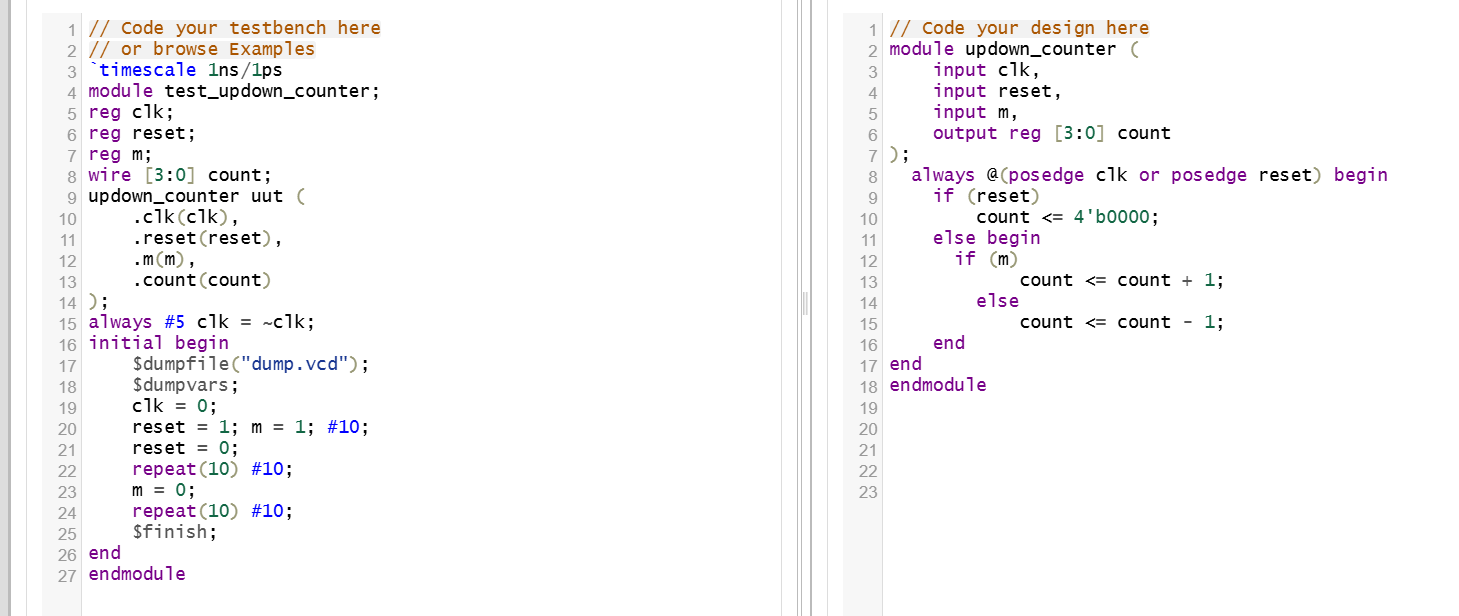 1 // Code your testbench here
2 // or browse Examples
3 `timescale 1ns/1ps
4 module test_updown_counter;
5 reg clk;
6 reg reset;
7 reg m;
8 wire [3:0] count;
9 updown_counter uut (
10     .clk(clk),
11     .reset(reset),
12     .m(m),
13     .count(count)
14 );
15 always #5 clk = ~clk;
16 initial begin
17     $dumpfile("dump.vcd");
18     $dumpvars;
19     clk = 0;
20     reset = 1; m = 1; #10;
21     reset = 0;
22     repeat(10) #10;
23     m = 0;
24     repeat(10) #10;
25     $finish;
26 end
27 endmodule
1 // Code your design here
2 module updown_counter (
3     input clk,
4     input reset,
5     input m,
6     output reg [3:0] count
7 );
8   always @(posedge clk or posedge reset) begin
9     if (reset)
10         count <= 4'b0000;
11     else begin
12       if (m)
13             count <= count + 1;
14         else
15             count <= count - 1;
16     end
17 end
18 endmodule
19
20
21
22
23